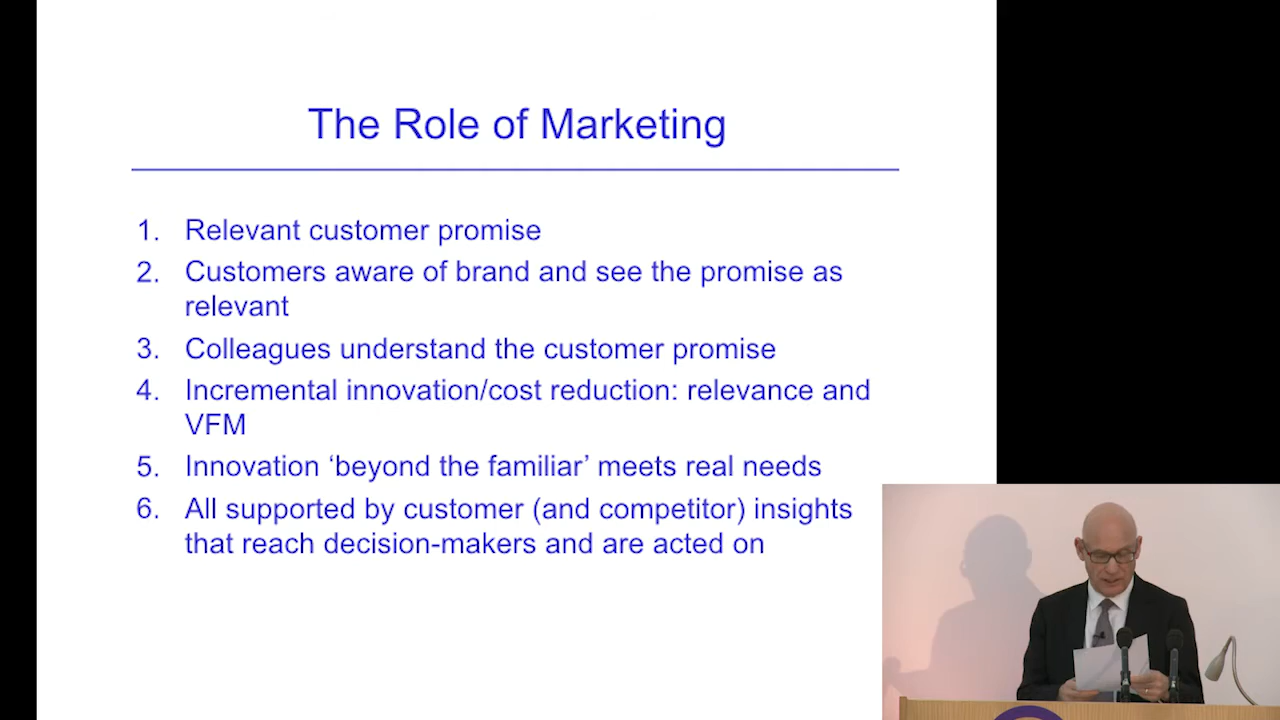 The Role of Marketing
1. Relevant customer promise
2. Customers aware of brand and see the promise as
relevant
3. Colleagues understand the customer promise
4. Incremental innovation/cost reduction: relevance and
VFM
5. Innovation ‘beyond the familiar’ meets real needs
6. All supported by customer (and competitor) insights
that reach decision-makers and are acted on